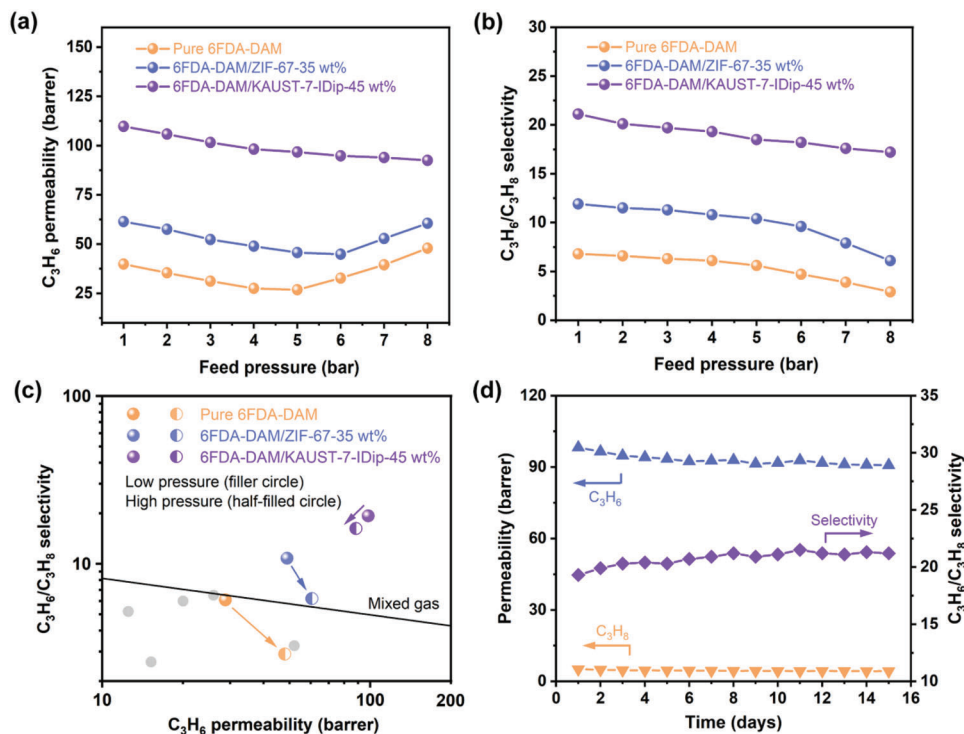 (a)
150
125
100
75
50
25
C₃H₆ permeability (barrer)
Pure 6FDA-DAM
6FDA-DAM/ZIF-67-35 wt%
6FDA-DAM/KAUST-7-IDip-45 wt%
1 2 3 4 5 6 7 8
Feed pressure (bar)
(b)
30
25
20
15
10
5
0
C₃H₆/C₃H₈ selectivity
Pure 6FDA-DAM
6FDA-DAM/ZIF-67-35 wt%
6FDA-DAM/KAUST-7-IDip-45 wt%
1 2 3 4 5 6 7 8
Feed pressure (bar)
(c)
100
10
C₃H₆/C₃H₈ selectivity
Pure 6FDA-DAM
6FDA-DAM/ZIF-67-35 wt%
6FDA-DAM/KAUST-7-IDip-45 wt%
Low pressure (filler circle)
High pressure (half-filled circle)
Mixed gas
10 100 200
C₃H₆ permeability (barrer)
(d)
120
90
60
30
0
Permeability (barrer)
C₃H₆
Selectivity
C₃H₈
35
30
25
20
15
10
C₃H₆/C₃H₈ selectivity
0 2 4 6 8 10 12 14 16
Time (days)